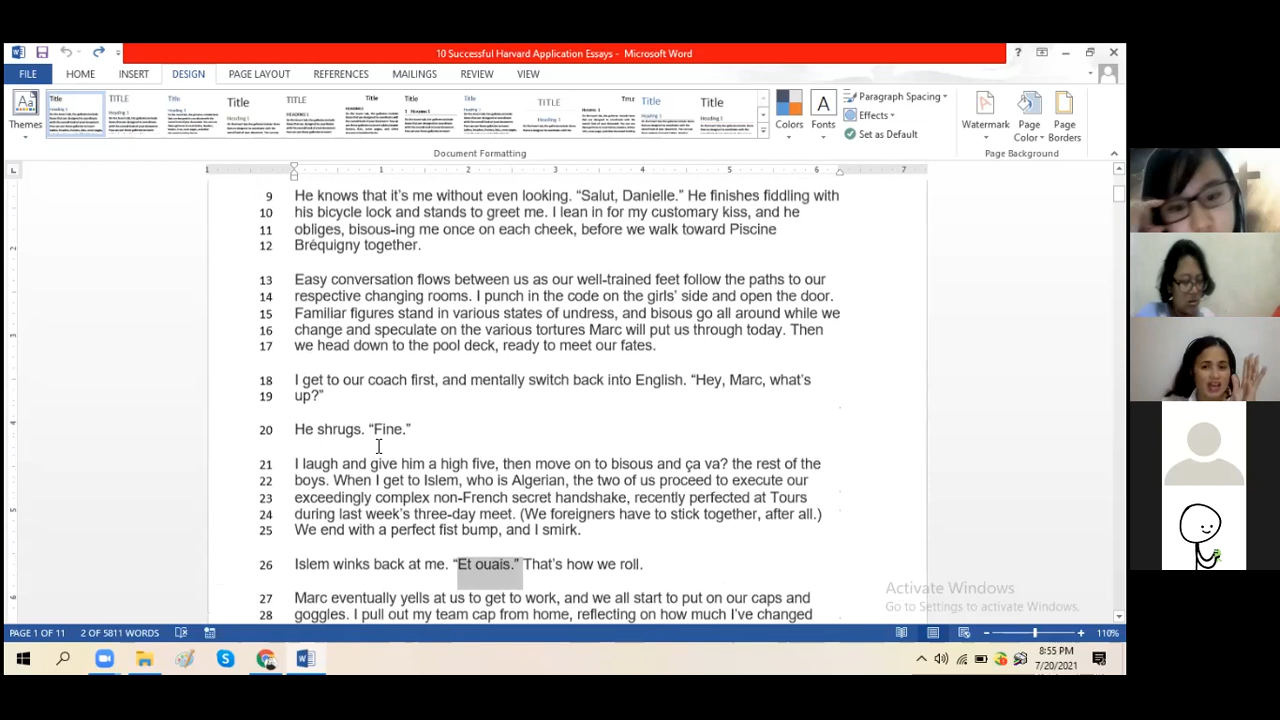 10 Successful Harvard Application Essays - Microsoft Word
FILE HOME INSERT DESIGN PAGE LAYOUT REFERENCES MAILINGS REVIEW VIEW
Themes
Colors
Fonts
Paragraph Spacing
Effects
Set as Default
Watermark
Page Color
Page Borders
Document Formatting
Page Background
1 1 2 3 4 5 6 7
9 He knows that it's me without even looking. “Salut, Danielle.” He finishes fiddling with
10 his bicycle lock and stands to greet me. I lean in for my customary kiss, and he
11 obliges, bisous-ing me once on each cheek, before we walk toward Piscine
12 Bréquigny together.
13 Easy conversation flows between us as our well-trained feet follow the paths to our
14 respective changing rooms. I punch in the code on the girls’ side and open the door.
15 Familiar figures stand in various states of undress, and bisous go all around while we
16 change and speculate on the various tortures Marc will put us through today. Then
17 we head down to the pool deck, ready to meet our fates.
18 I get to our coach first, and mentally switch back into English. “Hey, Marc, what’s
19 up?”
20 He shrugs. “Fine.”
21 I laugh and give him a high five, then move on to bisous and ça va? the rest of the
22 boys. When I get to Islem, who is Algerian, the two of us proceed to execute our
23 exceedingly complex non-French secret handshake, recently perfected at Tours
24 during last week’s three-day meet. (We foreigners have to stick together, after all.)
25 We end with a perfect fist bump, and I smirk.
26 Islem winks back at me. “Et ouais.” That’s how we roll.
27 Marc eventually yells at us to get to work, and we all start to put on our caps and
28 goggles. I pull out my team cap from home, reflecting on how much I’ve changed
Activate Windows
Go to Settings to activate Windows.
PAGE 1 OF 11 2 OF 5811 WORDS 110%
8:55 PM
7/20/2021